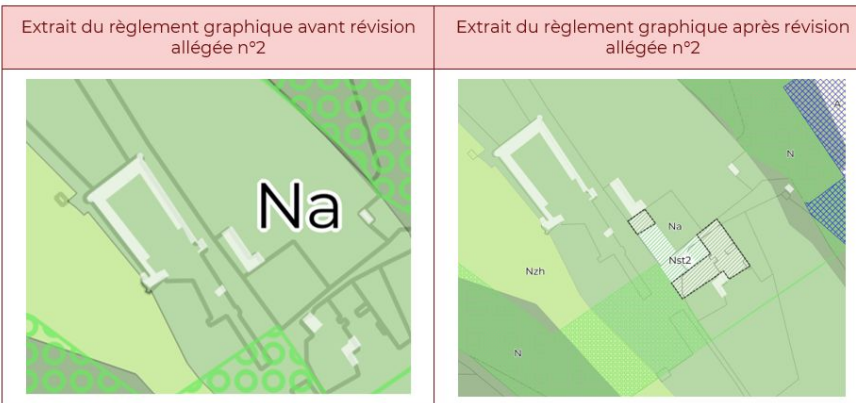 Extrait du règlement graphique avant révision
allégée n°2
Extrait du règlement graphique après révision
allégée n°2
Na
A
N
Na
Nst2
Nzh
N